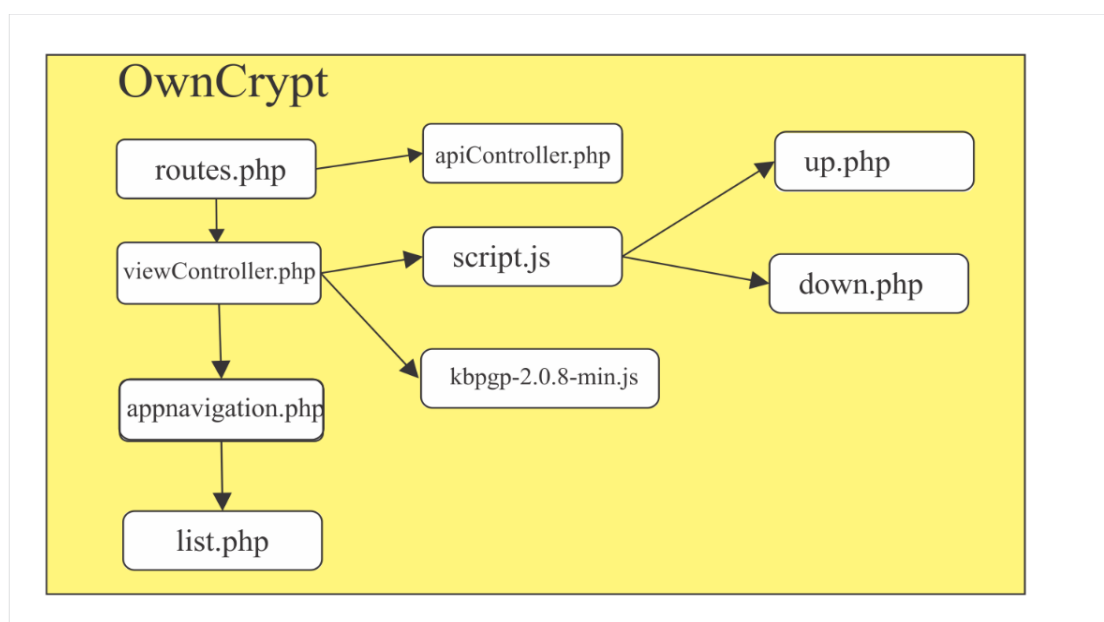 OwnCrypt
routes.php
apiController.php
up.php
viewController.php
script.js
down.php
kbpgp-2.0.8-min.js
appnavigation.php
list.php